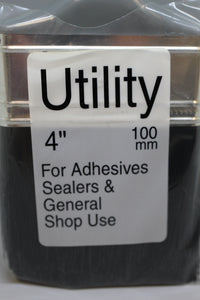 Utility
4" 100 mm
For Adhesives
Sealers &
General
Shop Use